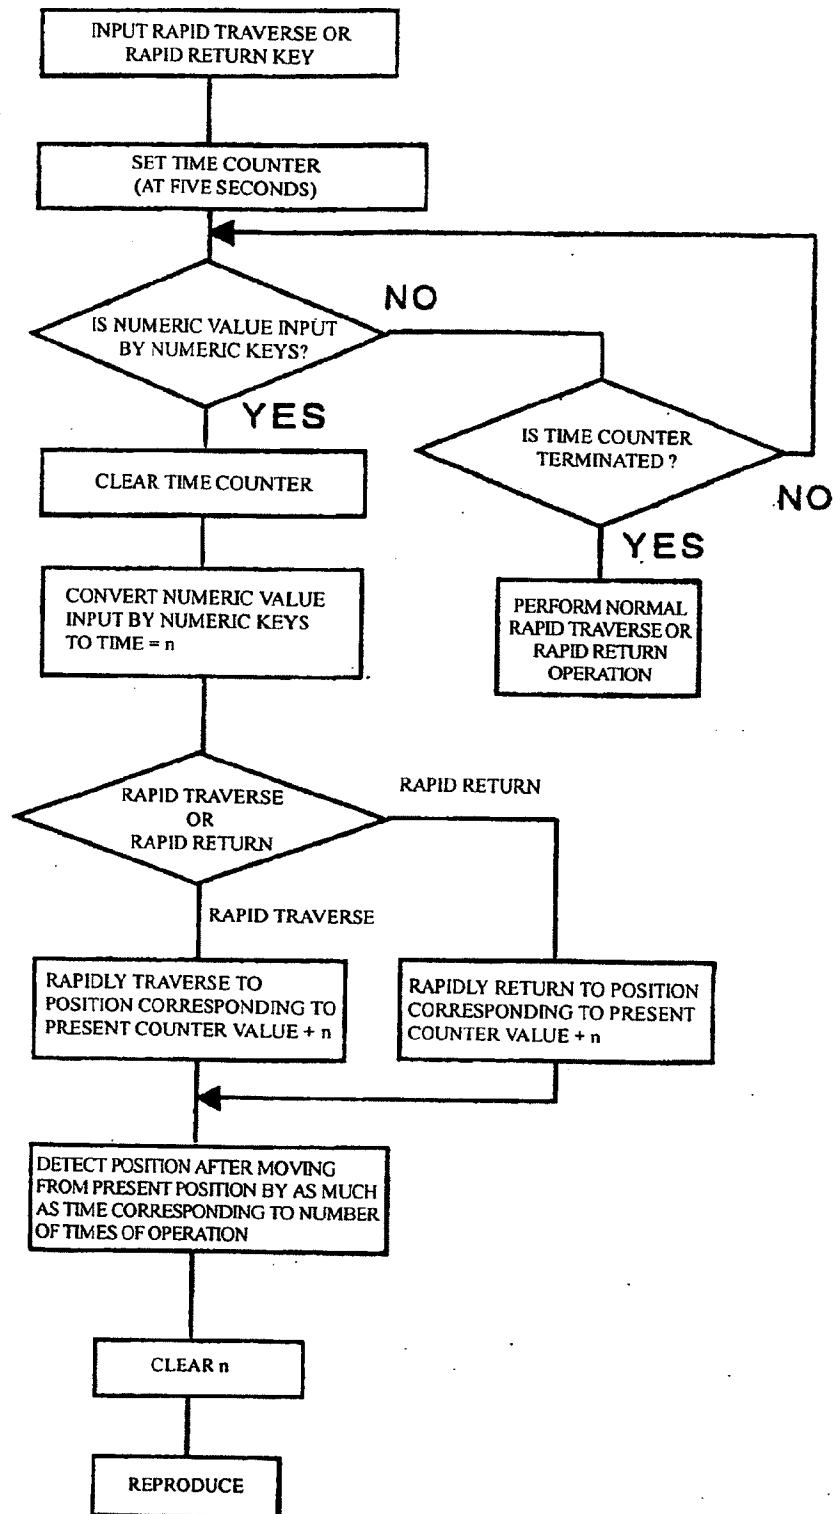 INPUT RAPID TRAVERSE OR
RAPID RETURN KEY
SET TIME COUNTER
(AT FIVE SECONDS)
IS NUMERIC VALUE INPUT
BY NUMERIC KEYS?
NO
YES
IS TIME COUNTER
TERMINATED ?
NO
YES
CLEAR TIME COUNTER
CONVERT NUMERIC VALUE
INPUT BY NUMERIC KEYS
TO TIME = n
PERFORM NORMAL
RAPID TRAVERSE OR
RAPID RETURN
OPERATION
RAPID TRAVERSE
OR
RAPID RETURN
RAPID RETURN
RAPID TRAVERSE
RAPIDLY TRAVERSE TO
POSITION CORRESPONDING TO
PRESENT COUNTER VALUE + n
RAPIDLY RETURN TO POSITION
CORRESPONDING TO PRESENT
COUNTER VALUE + n
DETECT POSITION AFTER MOVING
FROM PRESENT POSITION BY AS MUCH
AS TIME CORRESPONDING TO NUMBER
OF TIMES OF OPERATION
CLEAR n
REPRODUCE